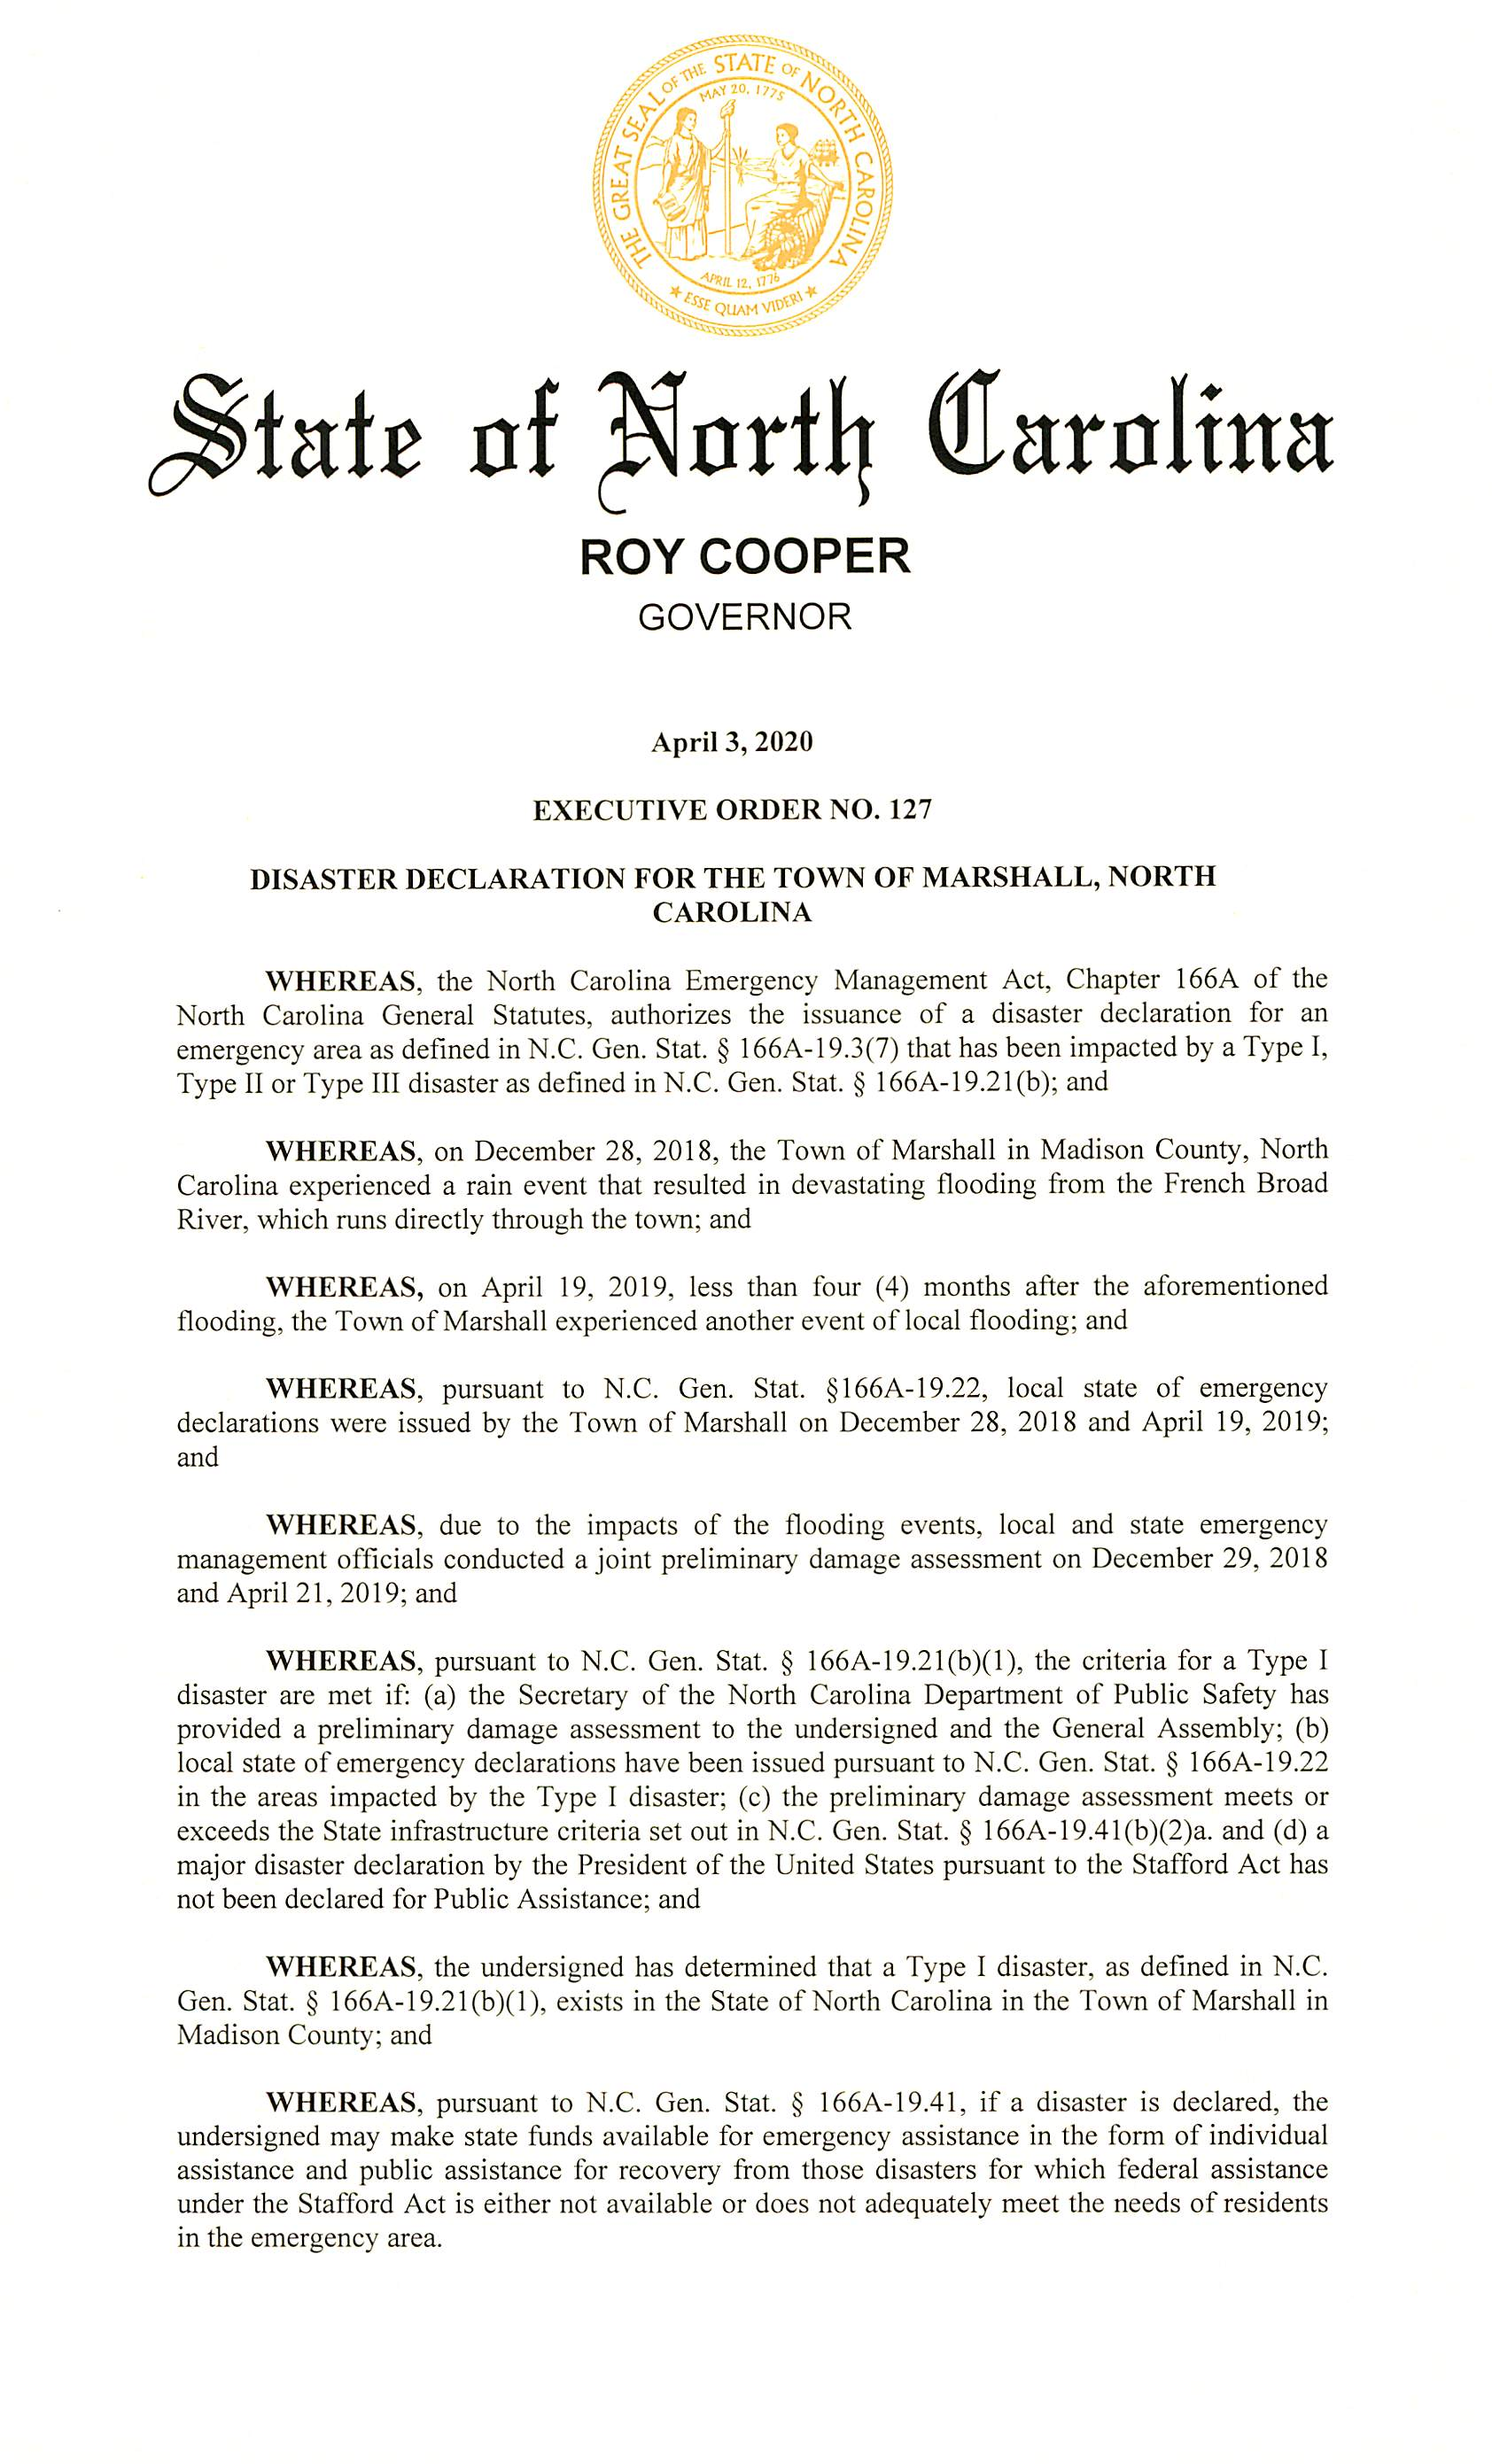 THE GREAT SEAL OF THE STATE OF NORTH CAROLINA
MAY 20, 1775
APRIL 12, 1776
★ ESSE QUAM VIDERI ★
State of North Carolina
ROY COOPER
GOVERNOR
April 3, 2020
EXECUTIVE ORDER NO. 127
DISASTER DECLARATION FOR THE TOWN OF MARSHALL, NORTH
CAROLINA
WHEREAS, the North Carolina Emergency Management Act, Chapter 166A of the
North Carolina General Statutes, authorizes the issuance of a disaster declaration for an
emergency area as defined in N.C. Gen. Stat. § 166A-19.3(7) that has been impacted by a Type I,
Type II or Type III disaster as defined in N.C. Gen. Stat. § 166A-19.21(b); and
WHEREAS, on December 28, 2018, the Town of Marshall in Madison County, North
Carolina experienced a rain event that resulted in devastating flooding from the French Broad
River, which runs directly through the town; and
WHEREAS, on April 19, 2019, less than four (4) months after the aforementioned
flooding, the Town of Marshall experienced another event of local flooding; and
WHEREAS, pursuant to N.C. Gen. Stat. §166A-19.22, local state of emergency
declarations were issued by the Town of Marshall on December 28, 2018 and April 19, 2019;
and
WHEREAS, due to the impacts of the flooding events, local and state emergency
management officials conducted a joint preliminary damage assessment on December 29, 2018
and April 21, 2019; and
WHEREAS, pursuant to N.C. Gen. Stat. § 166A-19.21(b)(1), the criteria for a Type I
disaster are met if: (a) the Secretary of the North Carolina Department of Public Safety has
provided a preliminary damage assessment to the undersigned and the General Assembly; (b)
local state of emergency declarations have been issued pursuant to N.C. Gen. Stat. § 166A-19.22
in the areas impacted by the Type I disaster; (c) the preliminary damage assessment meets or
exceeds the State infrastructure criteria set out in N.C. Gen. Stat. § 166A-19.41(b)(2)a. and (d) a
major disaster declaration by the President of the United States pursuant to the Stafford Act has
not been declared for Public Assistance; and
WHEREAS, the undersigned has determined that a Type I disaster, as defined in N.C.
Gen. Stat. § 166A-19.21(b)(1), exists in the State of North Carolina in the Town of Marshall in
Madison County; and
WHEREAS, pursuant to N.C. Gen. Stat. § 166A-19.41, if a disaster is declared, the
undersigned may make state funds available for emergency assistance in the form of individual
assistance and public assistance for recovery from those disasters for which federal assistance
under the Stafford Act is either not available or does not adequately meet the needs of residents
in the emergency area.